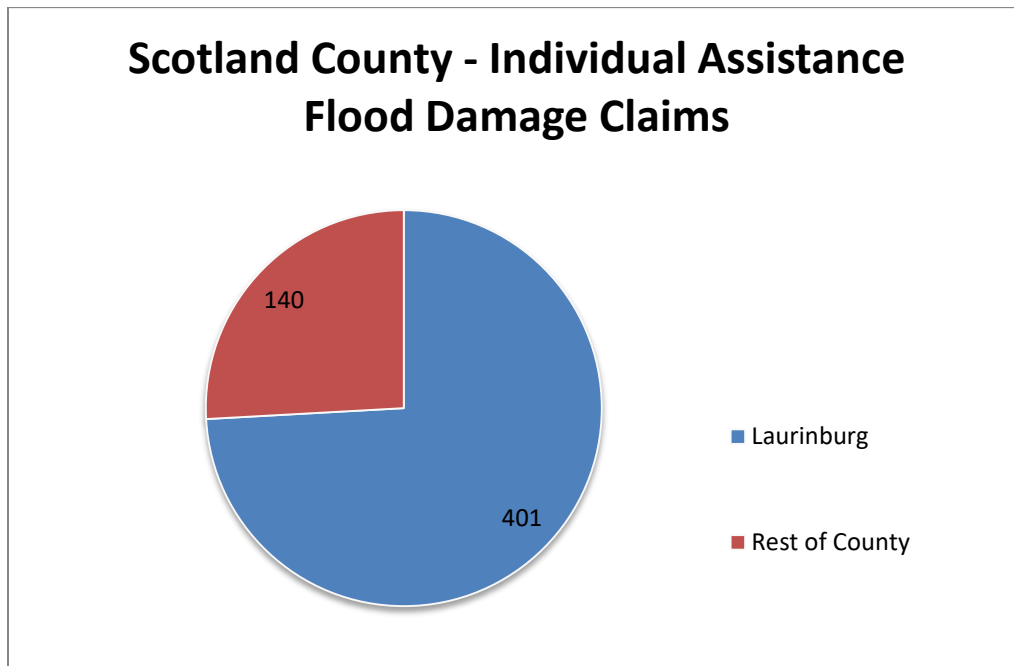 Scotland County - Individual Assistance
Flood Damage Claims
140
401
Laurinburg
Rest of County